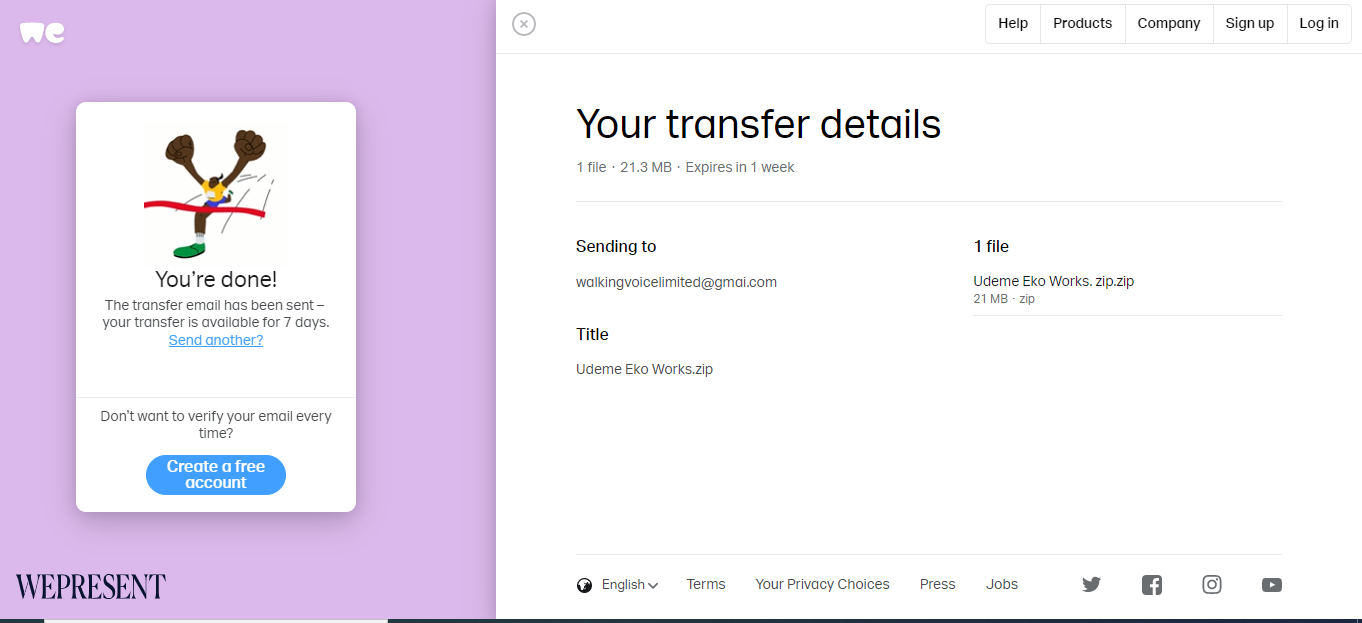 we
Help
Products
Company
Sign up
Log in
You're done!
The transfer email has been sent –
your transfer is available for 7 days.
Send another?
Don't want to verify your email every
time?
Create a free
account
WEPRESENT
Your transfer details
1 file · 21.3 MB · Expires in 1 week
Sending to
walkingvoicelimited@gmai.com
Title
Udeme Eko Works.zip
1 file
Udeme Eko Works. zip.zip
21 MB · zip
English
Terms
Your Privacy Choices
Press
Jobs